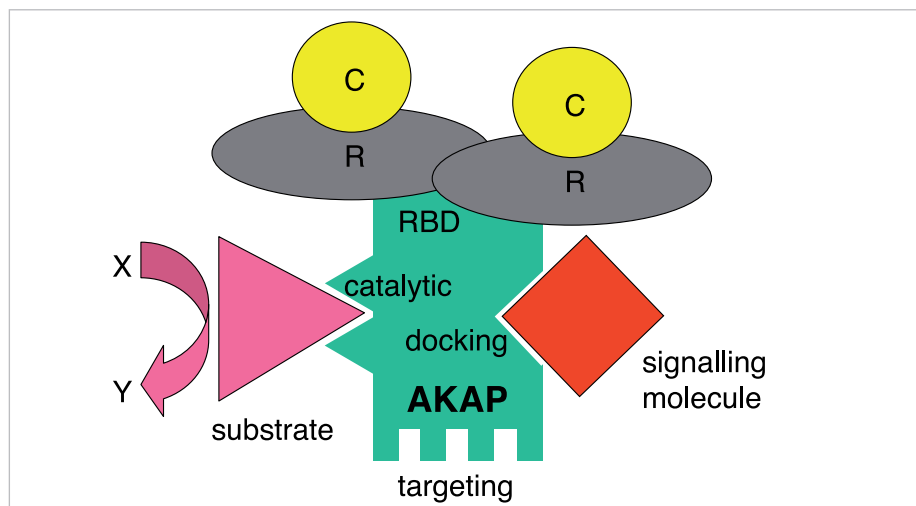 C
C
R
R
RBD
X
catalytic
docking
signalling
molecule
Y
AKAP
substrate
targeting